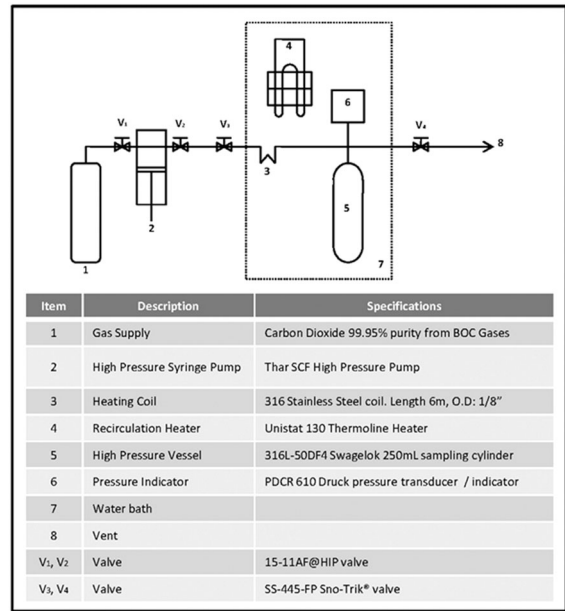 4
6
V₁
V₂
V₃
V₄
8
3
5
2
7
1
Item Description Specifications
1 Gas Supply Carbon Dioxide 99.95% purity from BOC Gases
2 High Pressure Syringe Pump Thar SCF High Pressure Pump
3 Heating Coil 316 Stainless Steel coil. Length 6m, O.D: 1/8”
4 Recirculation Heater Unistat 130 Thermoline Heater
5 High Pressure Vessel 316L-50DF4 Swagelok 250mL sampling cylinder
6 Pressure Indicator PDCR 610 Druck pressure transducer / indicator
7 Water bath
8 Vent
V₁, V₂ Valve 15-11AF@HIP valve
V₃, V₄ Valve SS-445-FP Sno-Trik® valve